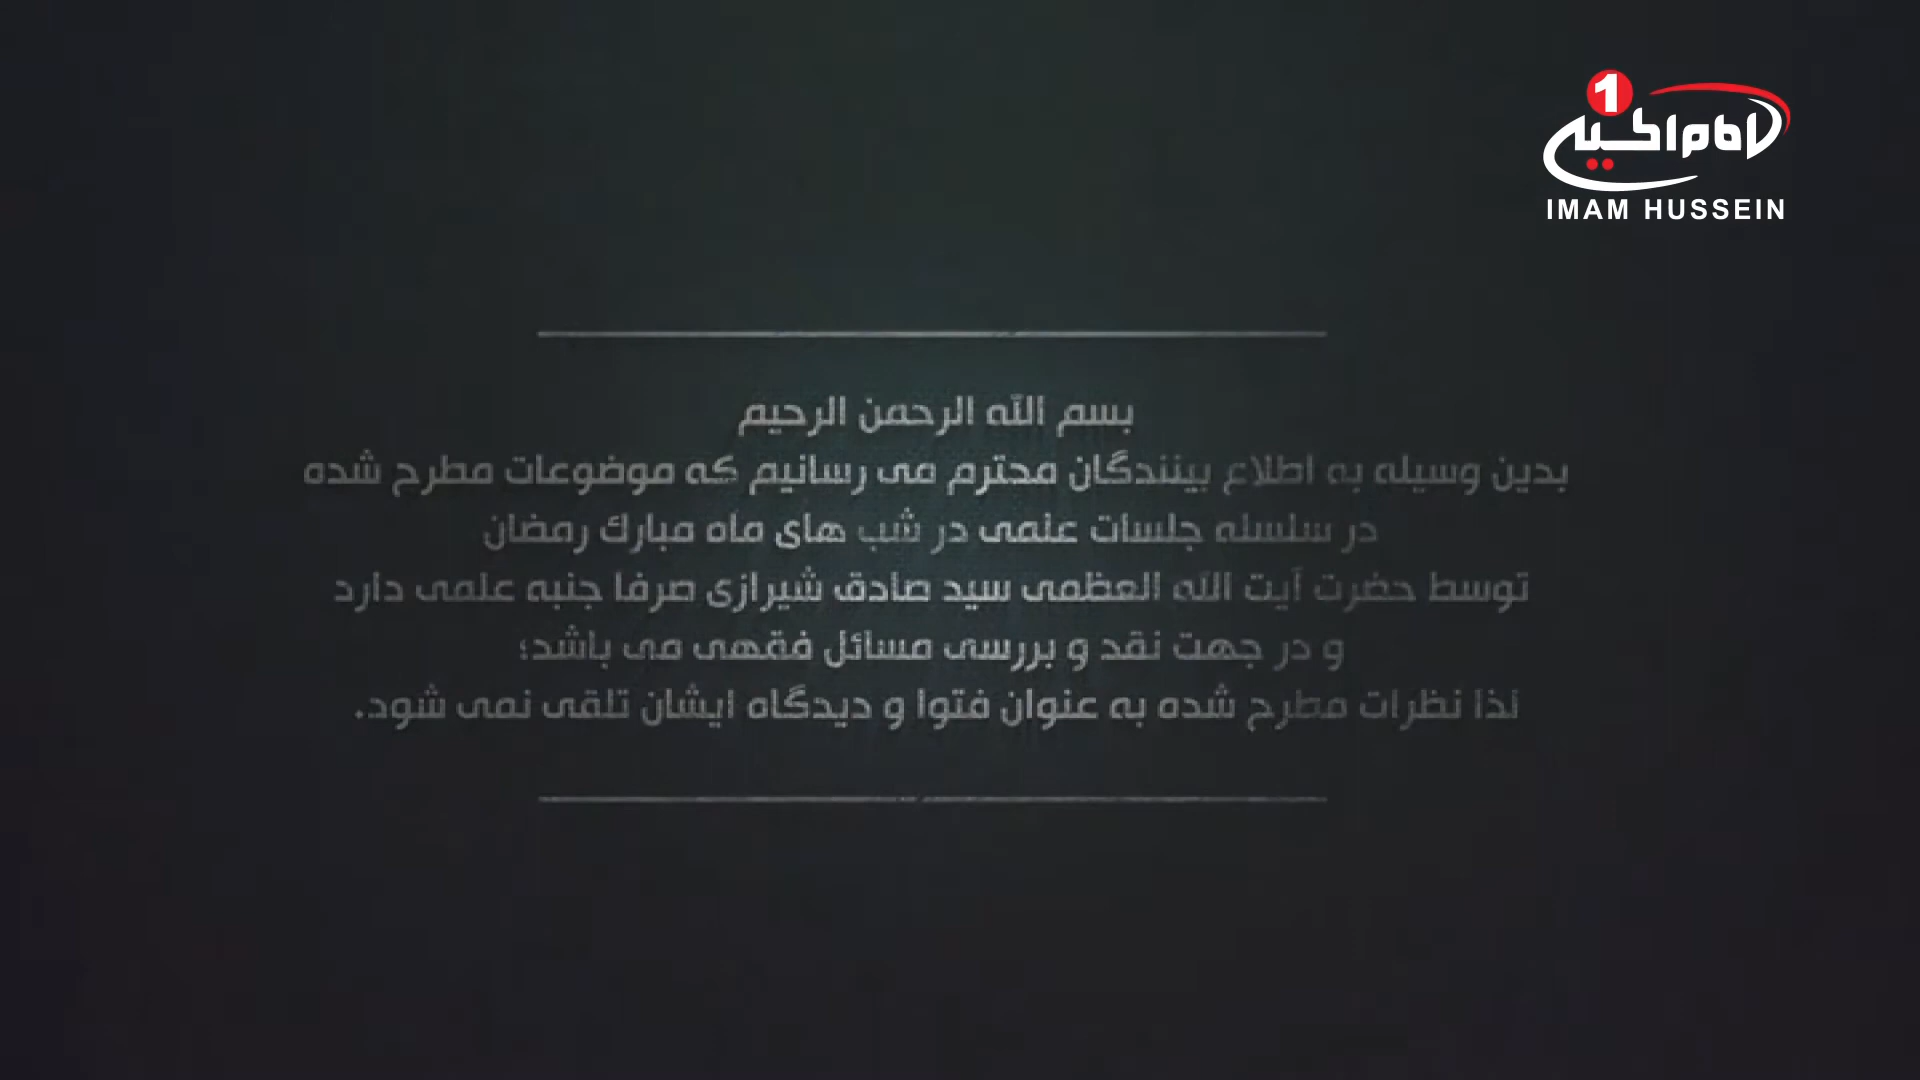 1
IMAM HUSSEIN
بسم الله الرحمن الرحیم
بدین وسیله به اطلاع بینندگان محترم می رسانیم که موضوعات مطرح شده
در سلسله جلسات علمی در شب های ماه مبارک رمضان
توسط حضرت آیت الله العظمی سید صادق شیرازی صرفا جنبه علمی دارد
و در جهت نقد و بررسی مسائل فقهی می باشد؛
لذا نظرات مطرح شده به عنوان فتوا و دیدگاه ایشان تلقی نمی شود.